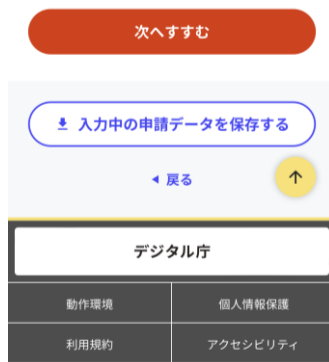 次へすすむ
入力中の申請データを保存する
戻る
デジタル庁
動作環境
個人情報保護
利用規約
アクセシビリティ